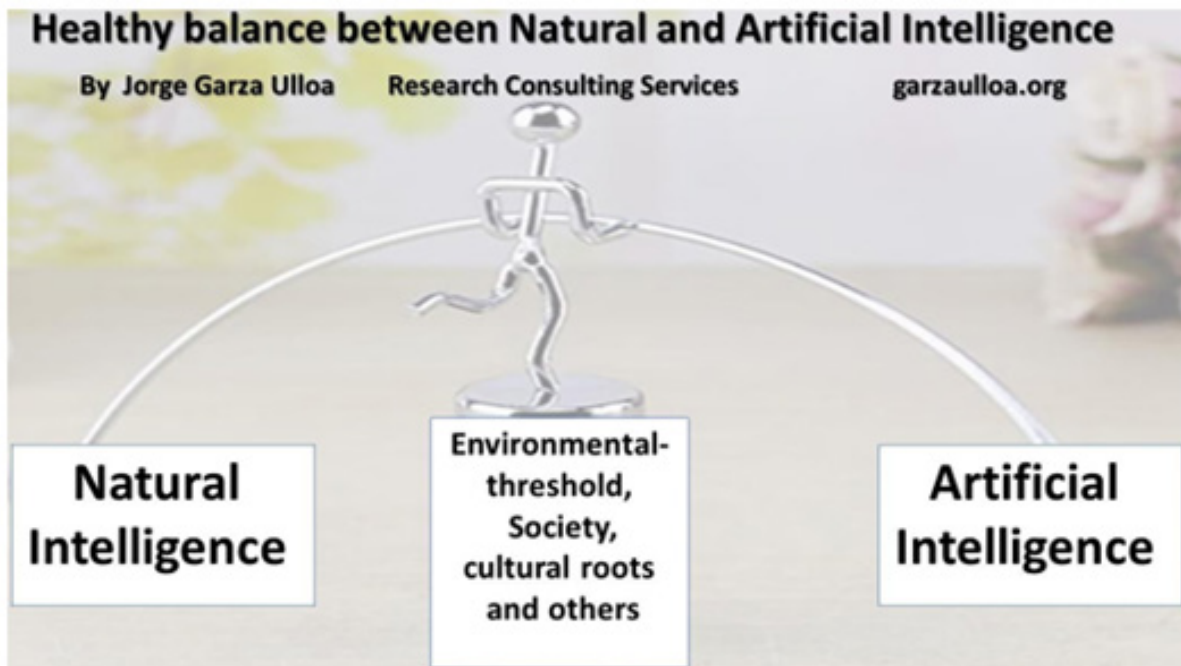 Healthy balance between Natural and Artificial Intelligence
By Jorge Garza Ulloa Research Consulting Services garzaulloa.org
Natural
Intelligence
Environmental-
threshold,
Society,
cultural roots
and others
Artificial
Intelligence